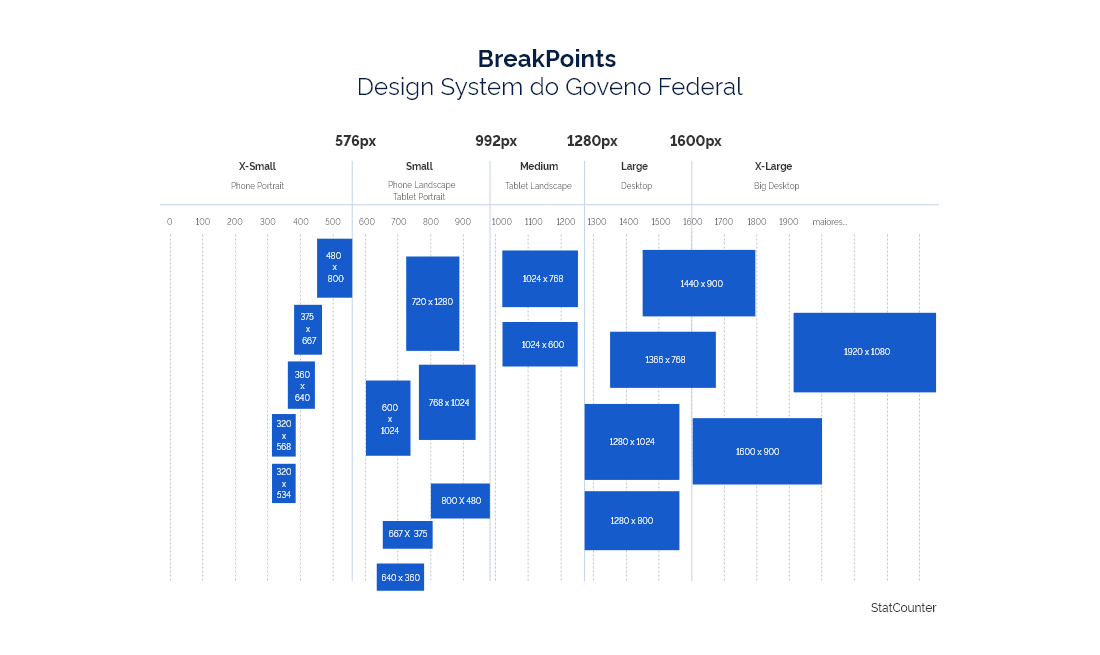 BreakPoints
Design System do Goveno Federal
576px
992px
1280px
1600px
X-Small
Small
Medium
Large
X-Large
Phone Portrait
Phone Landscape
Tablet Portrait
Tablet Landscape
Desktop
Big Desktop
0 100 200 300 400 500 600 700 800 900 1000 1100 1200 1300 1400 1500 1600 1700 1800 1900 maiores..
480
x
800
375
x
667
360
x
640
320
x
568
320
x
534
720 x 1280
768 x 1024
600
x
1024
800 X 480
667 X 375
640 x 360
1024 x 768
1024 x 600
1440 x 900
1366 x 768
1280 x 1024
1280 x 800
1920 x 1080
1600 x 900
StatCounter